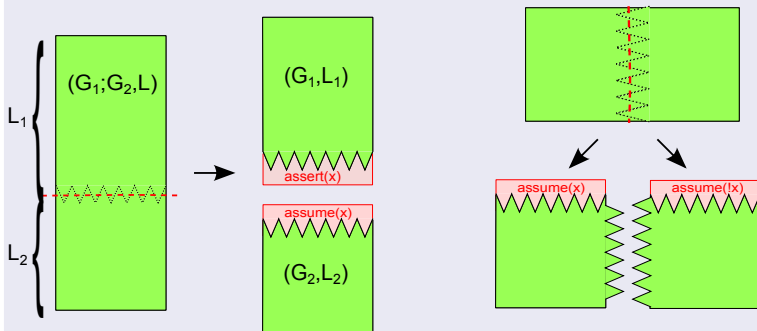 (G1;G2,L)
L1
L2
(G1,L1)
assert(x)
assume(x)
(G2,L2)
assume(x)
assume(!x)